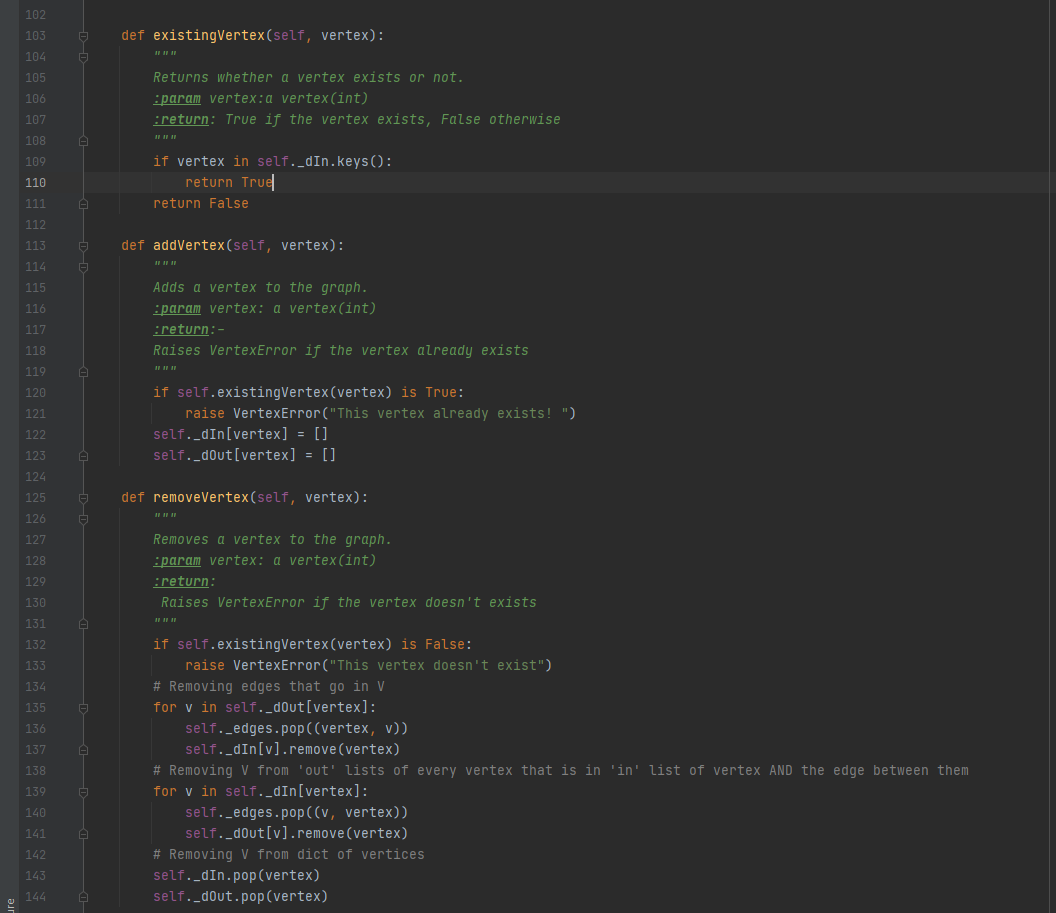 102
103 def existingVertex(self, vertex):
104 """
105 Returns whether a vertex exists or not.
106 :param vertex:a vertex(int)
107 :return: True if the vertex exists, False otherwise
108 """
109 if vertex in self._dIn.keys():
110 return True
111 return False
112
113 def addVertex(self, vertex):
114 """
115 Adds a vertex to the graph.
116 :param vertex: a vertex(int)
117 :return:-
118 Raises VertexError if the vertex already exists
119 """
120 if self.existingVertex(vertex) is True:
121 raise VertexError("This vertex already exists! ")
122 self._dIn[vertex] = []
123 self._dOut[vertex] = []
124
125 def removeVertex(self, vertex):
126 """
127 Removes a vertex to the graph.
128 :param vertex: a vertex(int)
129 :return:
130 Raises VertexError if the vertex doesn't exists
131 """
132 if self.existingVertex(vertex) is False:
133 raise VertexError("This vertex doesn't exist")
134 # Removing edges that go in V
135 for v in self._dOut[vertex]:
136 self._edges.pop((vertex, v))
137 self._dIn[v].remove(vertex)
138 # Removing V from 'out' lists of every vertex that is in 'in' list of vertex AND the edge between them
139 for v in self._dIn[vertex]:
140 self._edges.pop((v, vertex))
141 self._dOut[v].remove(vertex)
142 # Removing V from dict of vertices
143 self._dIn.pop(vertex)
144 self._dOut.pop(vertex)